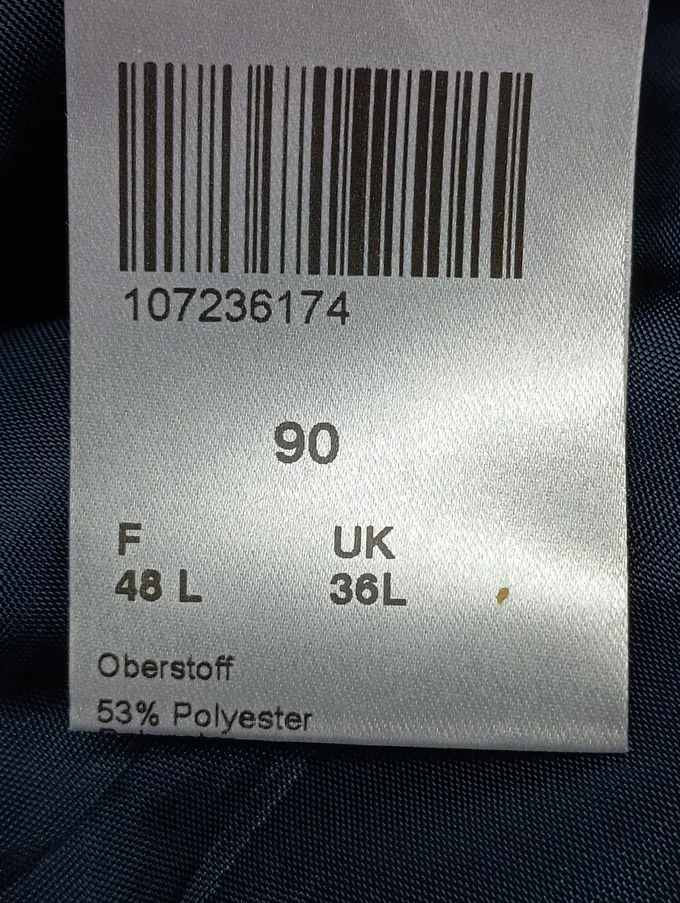 107236174
90
F UK
48 L 36L
Oberstoff
53% Polyester